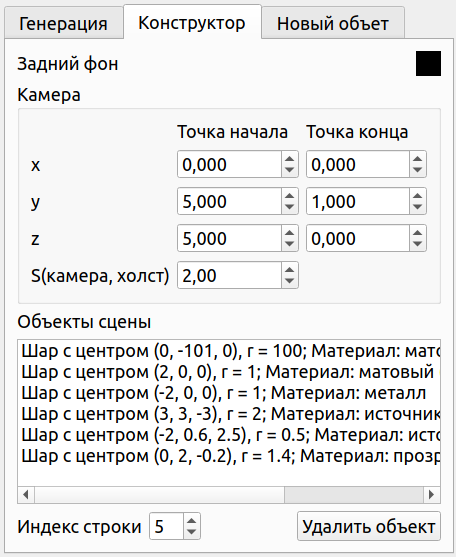 Генерация Конструктор Новый объет
Задний фон
Камера
Точка начала Точка конца
x 0,000 0,000
y 5,000 1,000
z 5,000 0,000
S(камера, холст) 2,00
Объекты сцены
Шар с центром (0, -101, 0), r = 100; Материал: мато
Шар с центром (2, 0, 0), r = 1; Материал: матовый
Шар с центром (-2, 0, 0), r = 1; Материал: металл
Шар с центром (3, 3, -3), r = 2; Материал: источник
Шар с центром (-2, 0.6, 2.5), r = 0.5; Материал: исто
Шар с центром (0, 2, -0.2), r = 1.4; Материал: прозр
Индекс строки 5 Удалить объект